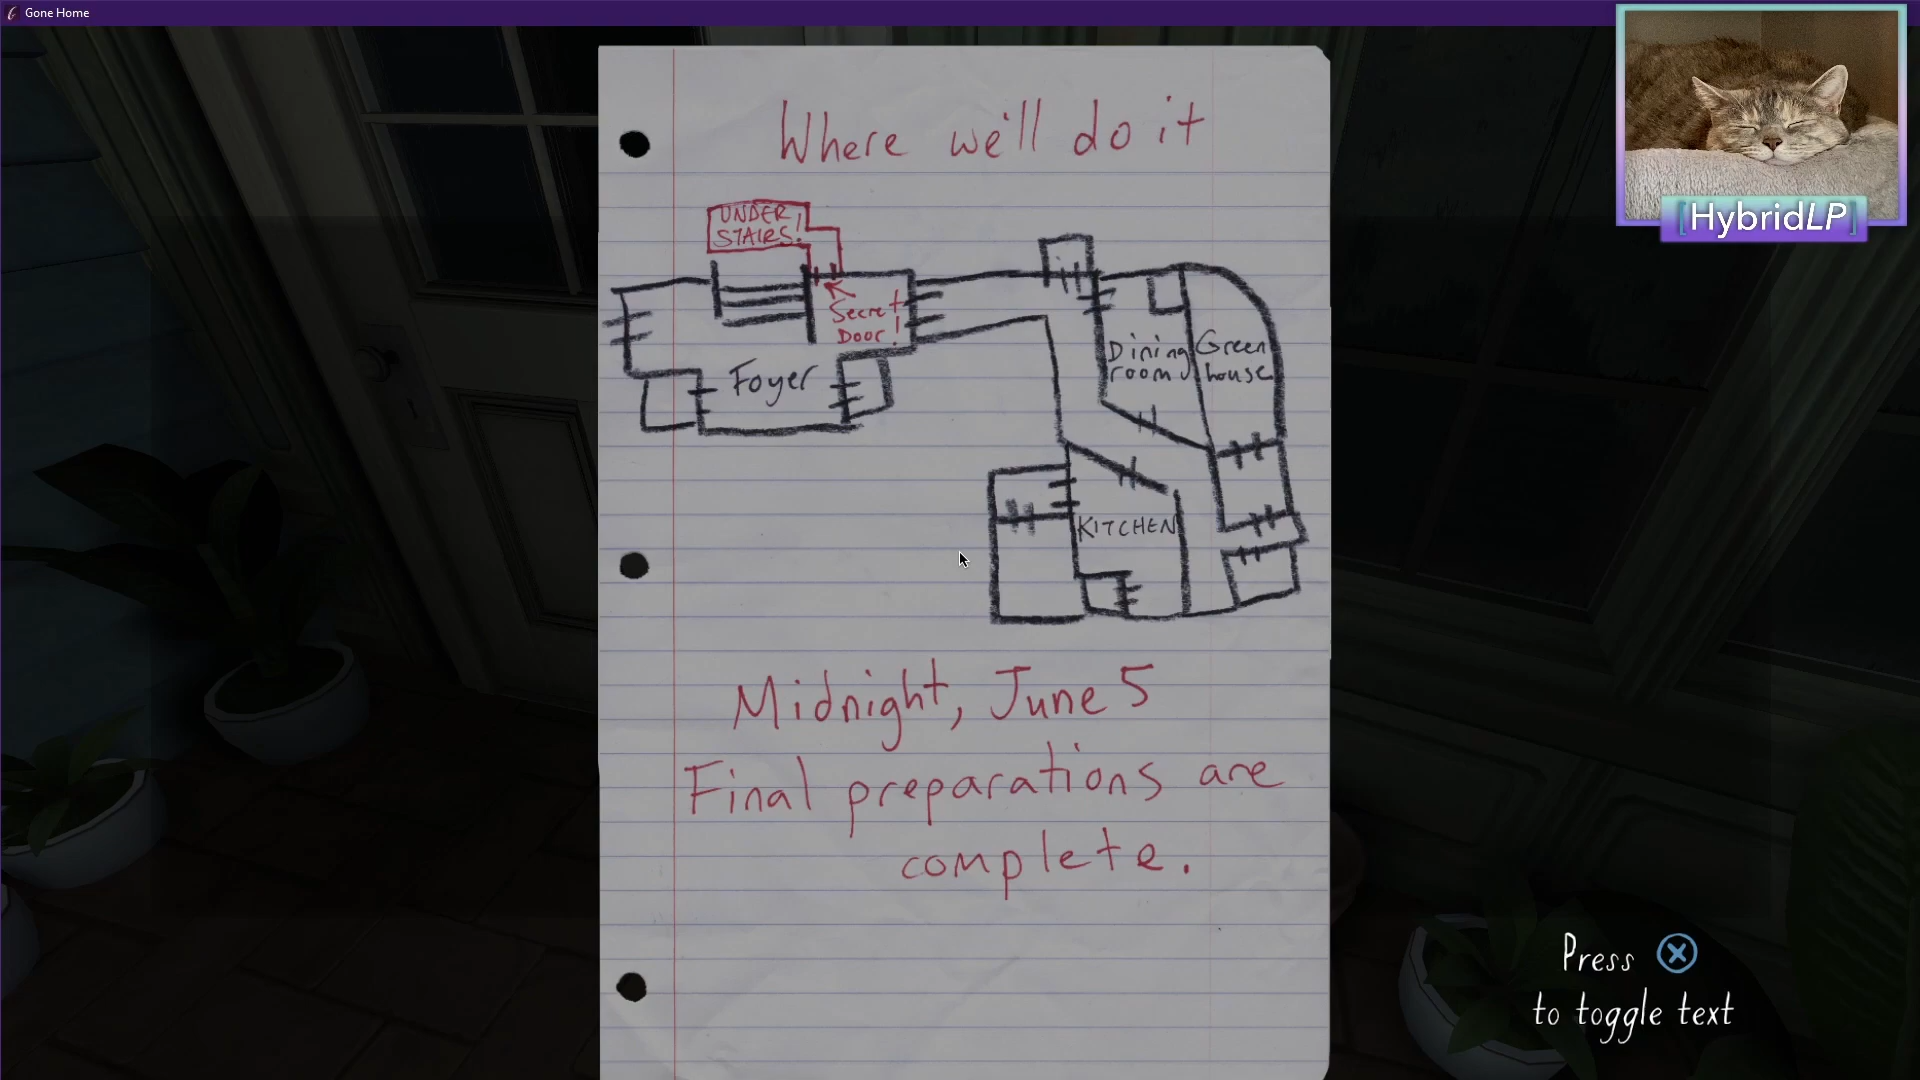 Gone Home
[HybridLP]
Where we'll do it
UNDER
STAIRS!
Secret
Door!
Foyer
Dining
room
Green
house
KITCHEN
Midnight, June 5
Final preparations are
complete.
Press ⓧ
to toggle text